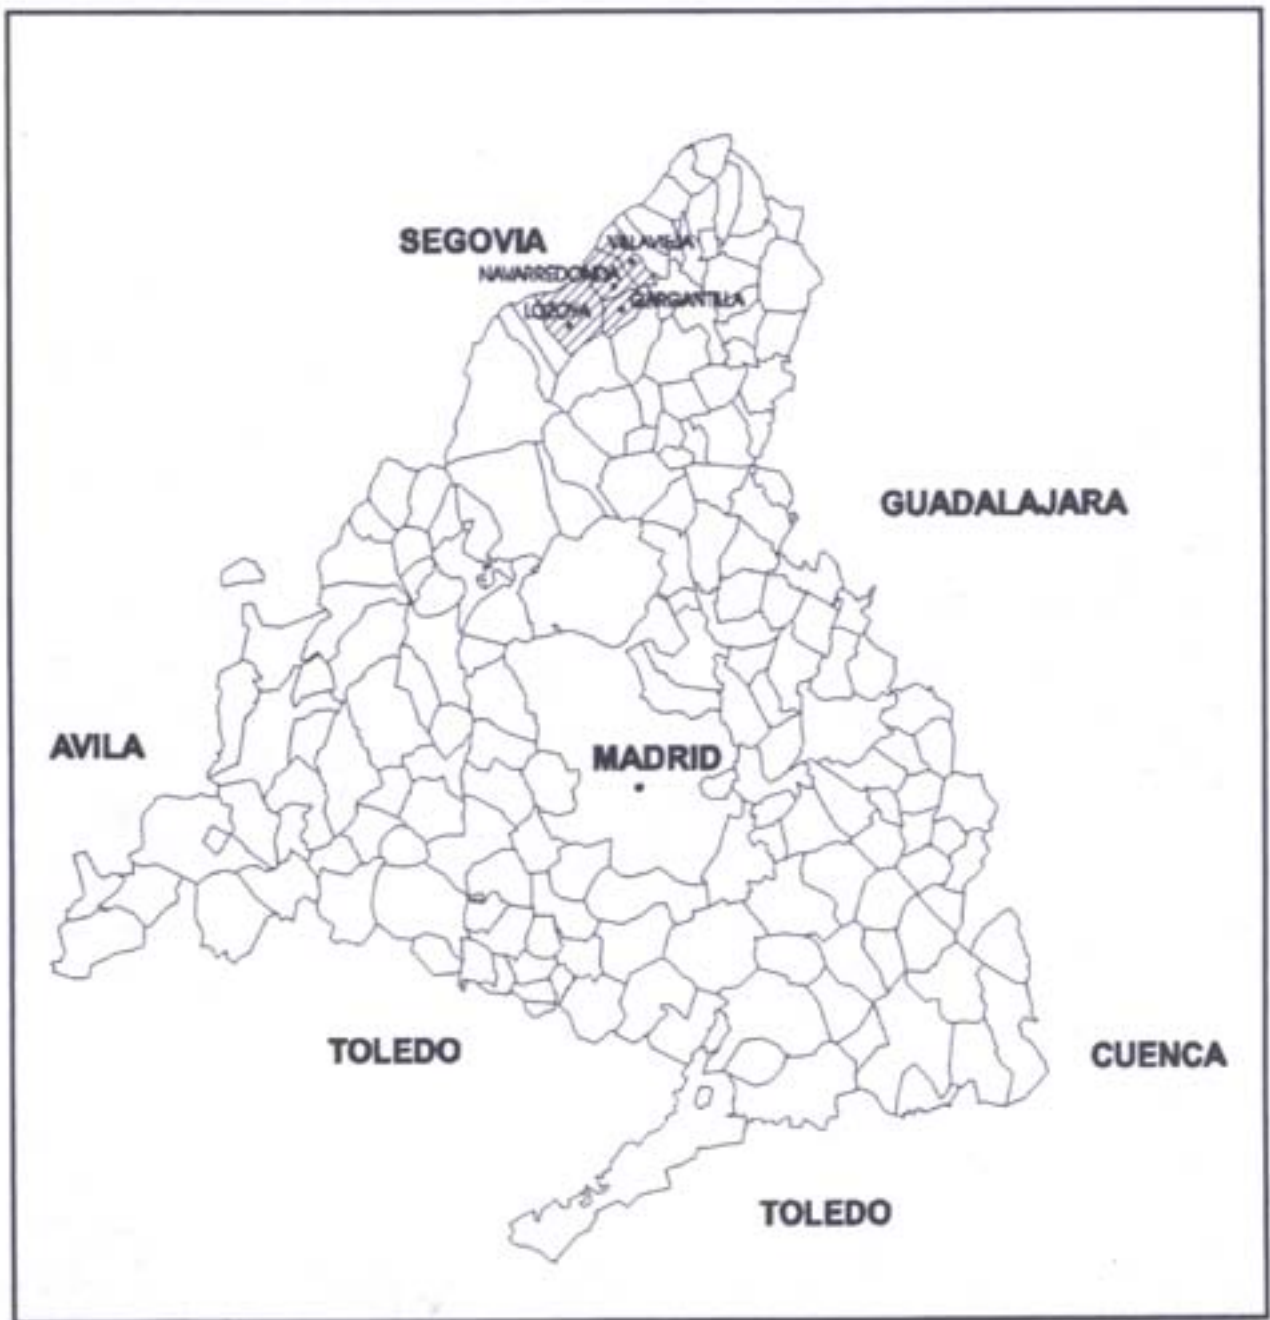 SEGOVIA
VILLAVIEJA
NAVARREDONDA
GARGANTILLA
LOZOYA
GUADALAJARA
AVILA
MADRID
TOLEDO
CUENCA
TOLEDO